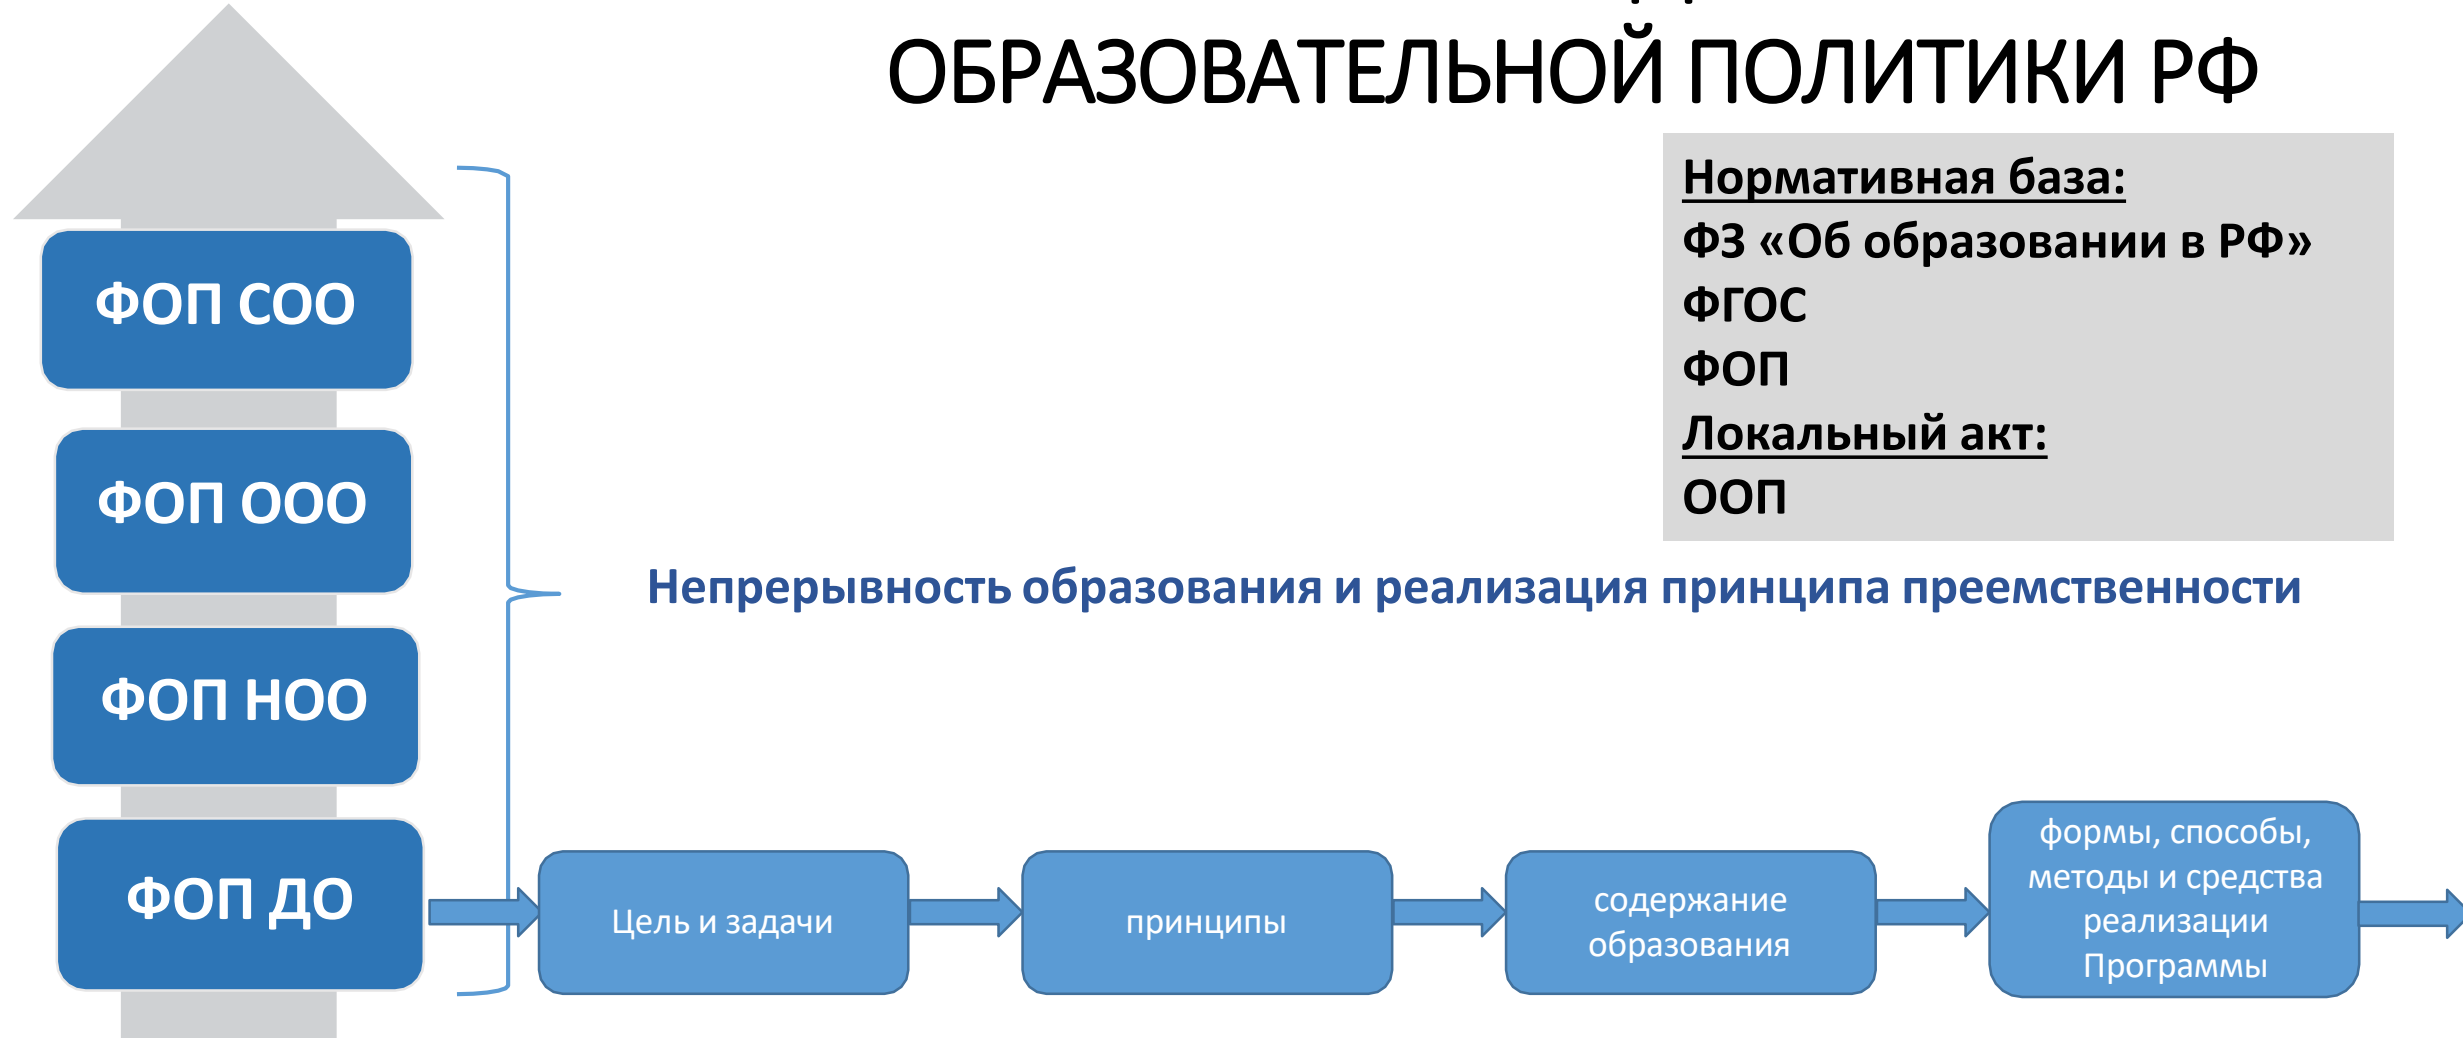 ОБРАЗОВАТЕЛЬНОЙ ПОЛИТИКИ РФ
Нормативная база:
ФЗ «Об образовании в РФ»
ФГОС
ФОП
Локальный акт:
ООП
ФОП СОО
ФОП ООО
ФОП НОО
ФОП ДО
Непрерывность образования и реализация принципа преемственности
Цель и задачи
принципы
содержание
образования
формы, способы,
методы и средства
реализации
Программы